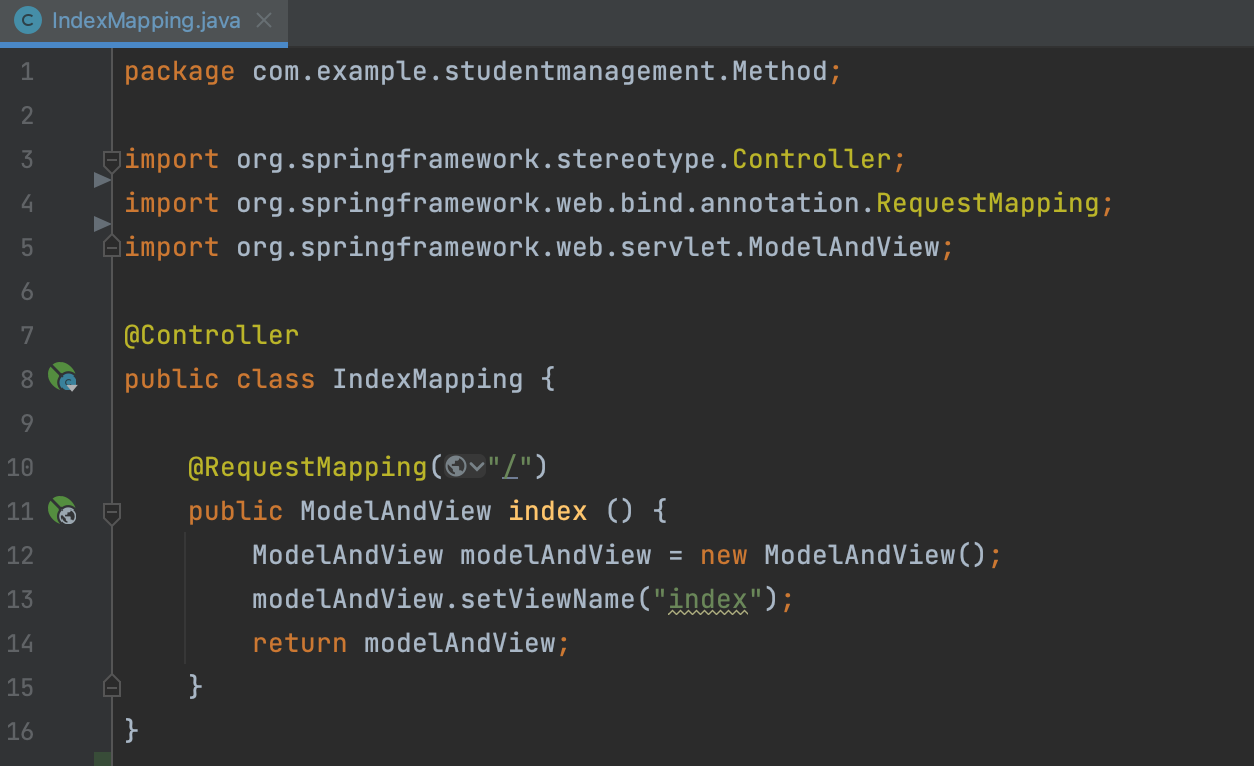 IndexMapping.java
1 package com.example.studentmanagement.Method;
2
3 import org.springframework.stereotype.Controller;
4 import org.springframework.web.bind.annotation.RequestMapping;
5 import org.springframework.web.servlet.ModelAndView;
6
7 @Controller
8 public class IndexMapping {
9
10 @RequestMapping("/")
11 public ModelAndView index () {
12 ModelAndView modelAndView = new ModelAndView();
13 modelAndView.setViewName("index");
14 return modelAndView;
15 }
16 }